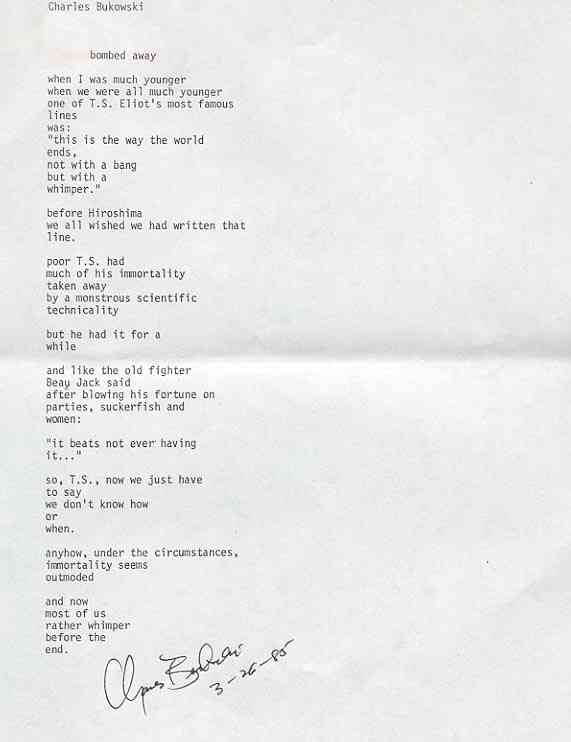 Charles Bukowski
bombed away
when I was much younger
when we were all much younger
one of T.S. Eliot's most famous
lines
was:
"this is the way the world
ends,
not with a bang
but with a
whimper."
before Hiroshima
we all wished we had written that
line.
poor T.S. had
much of his immortality
taken away
by a monstrous scientific
technicality
but he had it for a
while
and like the old fighter
Beau Jack said
after blowing his fortune on
parties, suckerfish and
women:
"it beats not ever having
it..."
so, T.S., now we just have
to say
we don't know how
or
when.
anyhow, under the circumstances,
immortality seems
outmoded
and now
most of us
rather whimper
before the
end.
Charles Bukowski
3-26-85